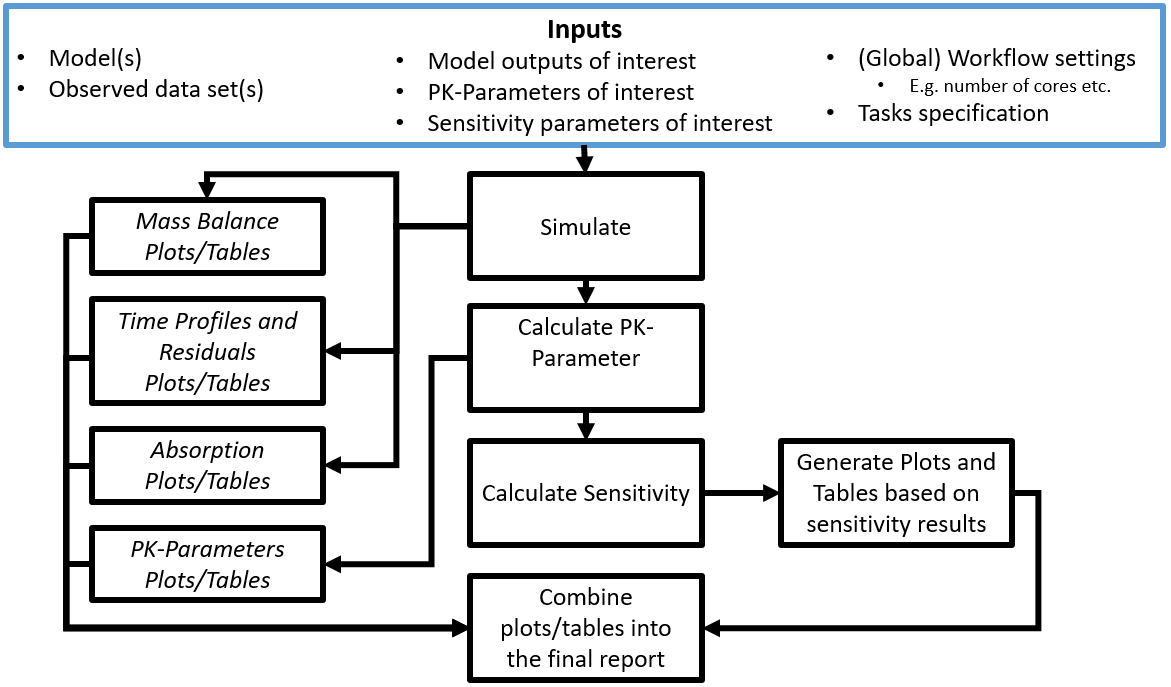 Inputs
• Model(s)
• Observed data set(s)
• Model outputs of interest
• PK-Parameters of interest
• Sensitivity parameters of interest
• (Global) Workflow settings
• E.g. number of cores etc.
• Tasks specification
Simulate
Mass Balance
Plots/Tables
Time Profiles and
Residuals
Plots/Tables
Calculate PK-
Parameter
Absorption
Plots/Tables
Calculate Sensitivity
Generate Plots and
Tables based on
sensitivity results
PK-Parameters
Plots/Tables
Combine
plots/tables into
the final report